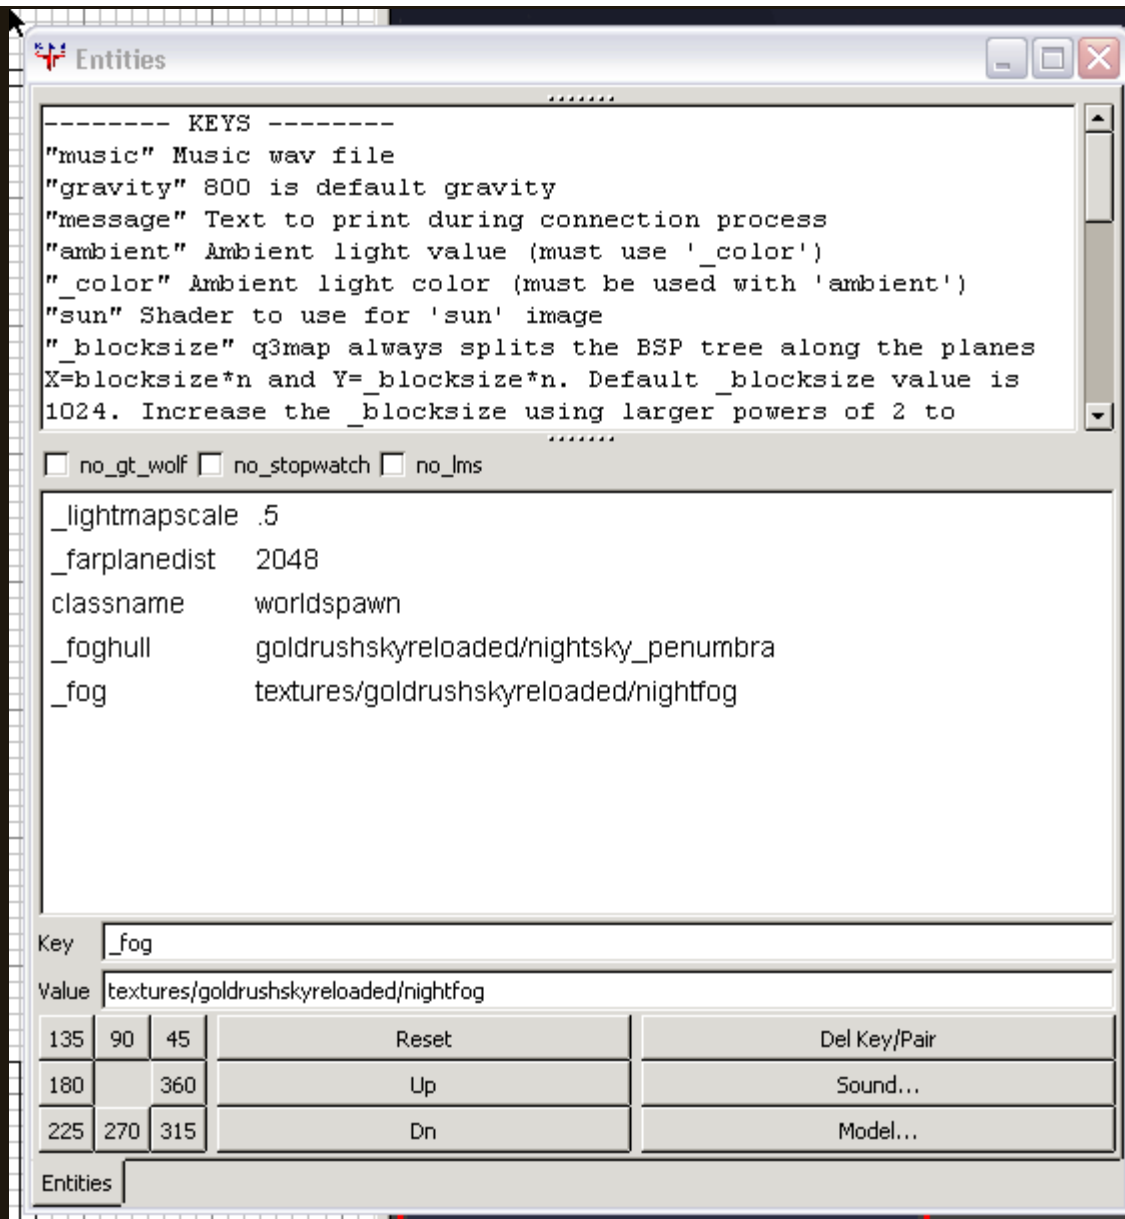 Entities
-------- KEYS --------
"music" Music wav file
"gravity" 800 is default gravity
"message" Text to print during connection process
"ambient" Ambient light value (must use '_color')
"_color" Ambient light color (must be used with 'ambient')
"sun" Shader to use for 'sun' image
"_blocksize" q3map always splits the BSP tree along the planes
X=blocksize*n and Y=_blocksize*n. Default _blocksize value is
1024. Increase the _blocksize using larger powers of 2 to
no_gt_wolf no_stopwatch no_lms
_lightmapscale .5
_farplanedist 2048
classname worldspawn
_foghull goldrushskyreloaded/nightsky_penumbra
_fog textures/goldrushskyreloaded/nightfog
Key _fog
Value textures/goldrushskyreloaded/nightfog
135 90 45 Reset Del Key/Pair
180 360 Up Sound...
225 270 315 Dn Model...
Entities